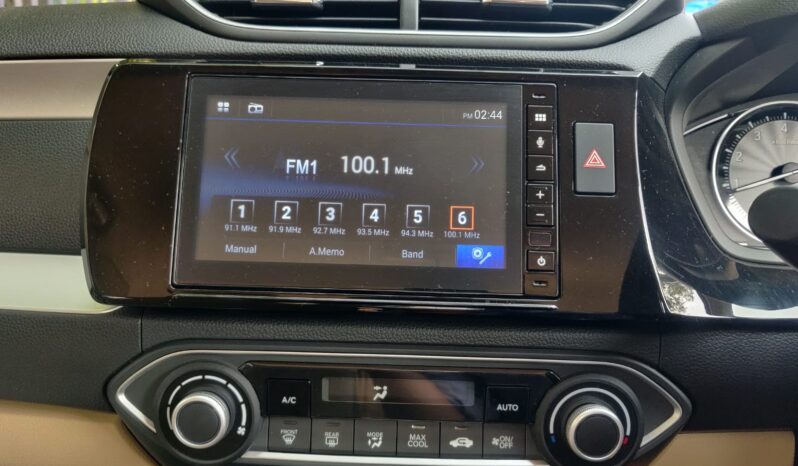 PM 02:44
FM1 100.1 MHz
1 2 3 4 5 6
91.1 MHz 91.9 MHz 92.7 MHz 93.5 MHz 94.3 MHz 100.1 MHz
Manual A.Memo Band
A/C AUTO
FRONT REAR MODE MAX COOL ON/OFF